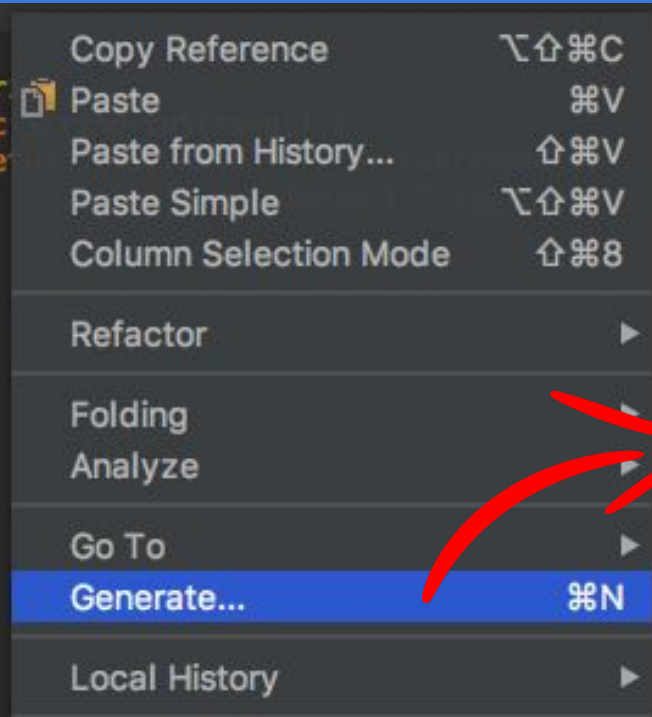 Copy Reference ⌥⇧⌘C
Paste ⌘V
Paste from History... ⇧⌘V
Paste Simple ⌥⇧⌘V
Column Selection Mode ⇧⌘8
Refactor ▶
Folding ▶
Analyze ▶
Go To ▶
Generate... ⌘N
Local History ▶